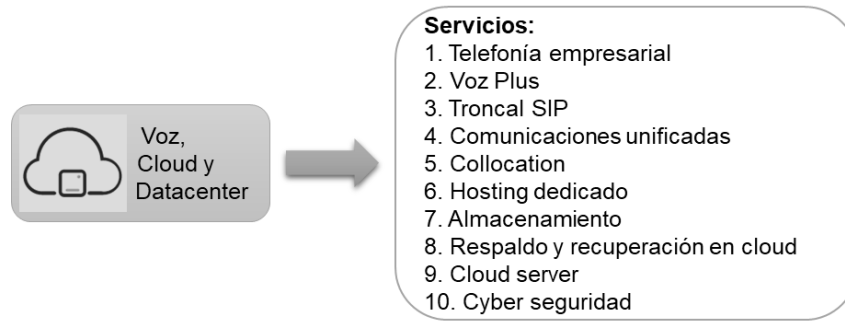 Voz,
Cloud y
Datacenter
Servicios:
1. Telefonía empresarial
2. Voz Plus
3. Troncal SIP
4. Comunicaciones unificadas
5. Collocation
6. Hosting dedicado
7. Almacenamiento
8. Respaldo y recuperación en cloud
9. Cloud server
10. Cyber seguridad